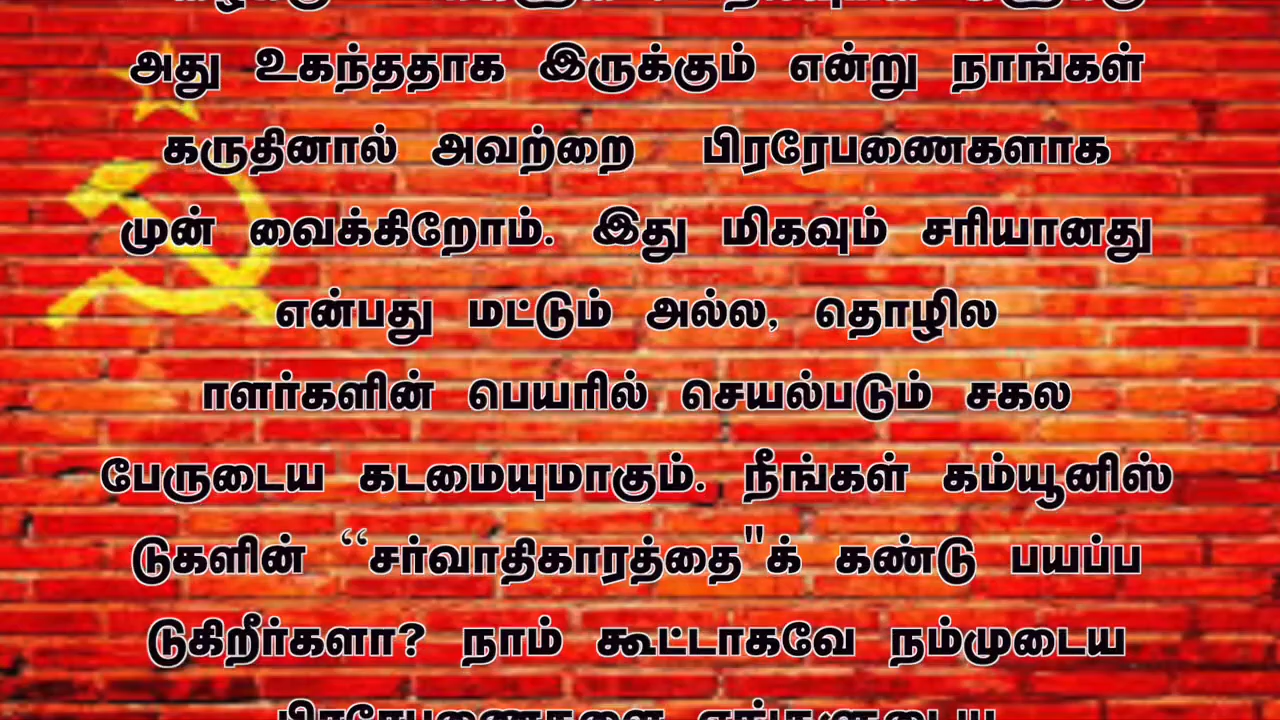 அது உகந்ததாக இருக்கும் என்று நாங்கள்
கருதினால் அவற்றை பிரரேபணைகளாக
முன் வைக்கிறோம். இது மிகவும் சரியானது
என்பது மட்டும் அல்ல, தொழில
ாளர்களின் பெயரில் செயல்படும் சகல
பேருடைய கடமையுமாகும். நீங்கள் கம்யூனிஸ்
டுகளின் “சர்வாதிகாரத்தை"க் கண்டு பயப்ப
டுகிறீர்களா? நாம் கூட்டாகவே நம்முடைய